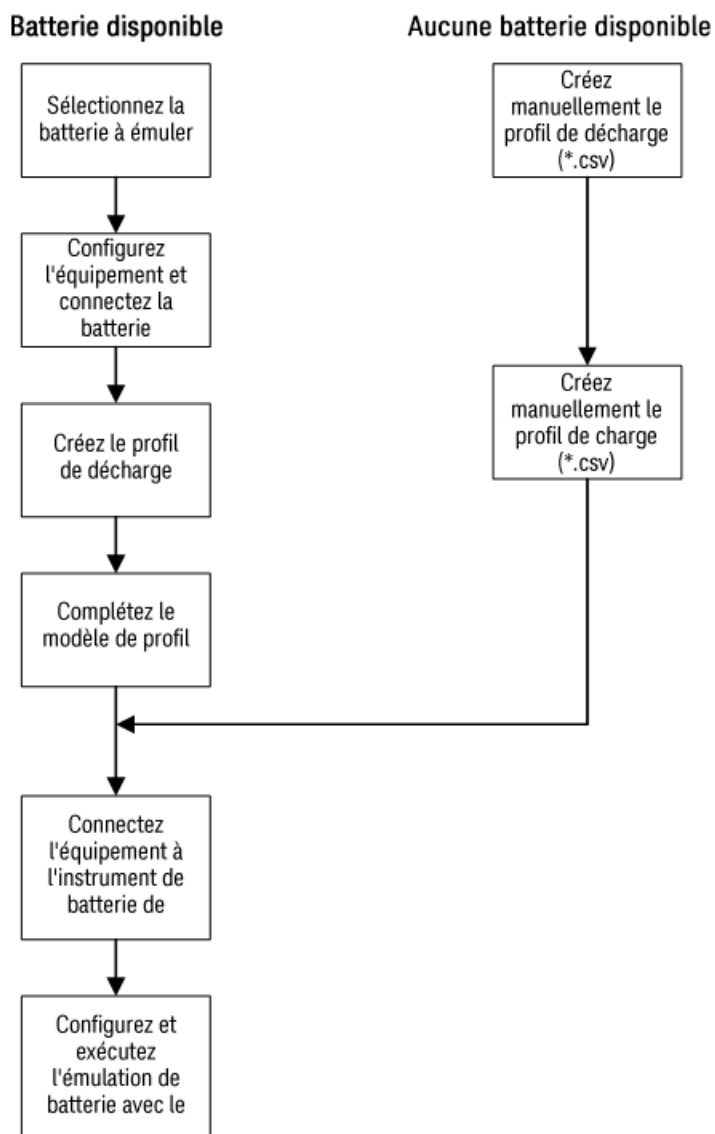 Batterie disponible
Sélectionnez la
batterie à émuler
Configurez
l'équipement et
connectez la
batterie
Créez le profil
de décharge
Complétez le
modèle de profil
Connectez
l'équipement à
l'instrument de
batterie de
Configurez et
exécutez
l'émulation de
batterie avec le
Aucune batterie disponible
Créez
manuellement le
profil de décharge
(*.csv)
Créez
manuellement le
profil de charge
(*.csv)